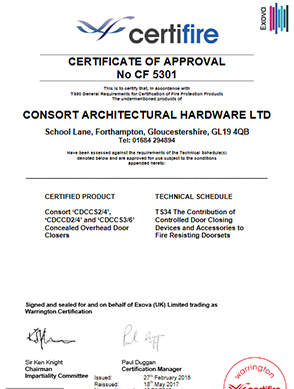 Exova
certifire
CERTIFICATE OF APPROVAL
No CF 5301
This is to certify that, in accordance with
TS00 General Requirements for Certification of Fire Protection Products
The undermentioned products of
CONSORT ARCHITECTURAL HARDWARE LTD
School Lane, Forthampton, Gloucestershire, GL19 4QB
Tel: 01684 294894
Have been assessed against the requirements of the Technical Schedule(s)
denoted below and are approved for use subject to the conditions
appended hereto:
CERTIFIED PRODUCT
TECHNICAL SCHEDULE
Consort 'CDCCS2/4',
'CDCCD2/4' and 'CDCCS3/6'
Concealed Overhead Door
Closers
TS34 The Contribution of
Controlled Door Closing
Devices and Accessories to
Fire Resisting Doorsets
Signed and sealed for and on behalf of Exova (UK) Limited trading as
Warrington Certification
Sir Ken Knight
Chairman
Impartiality Committee
Paul Duggan
Certification Manager
Issued: 27th February 2015
Reissued: 18th May 2017
warrington
certifire